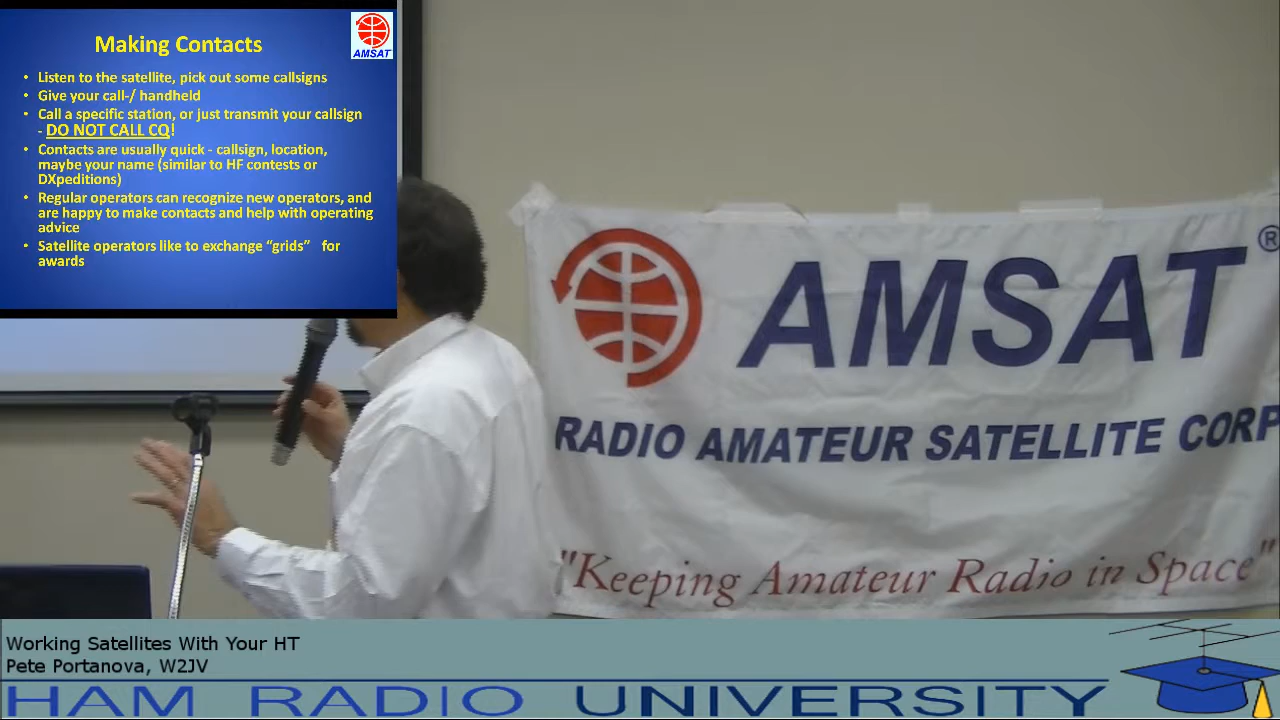 Making Contacts
AMSAT
• Listen to the satellite, pick out some callsigns
• Give your call-/ handheld
• Call a specific station, or just transmit your callsign
- DO NOT CALL CQ!
• Contacts are usually quick - callsign, location,
maybe your name (similar to HF contests or
DXpeditions)
• Regular operators can recognize new operators, and
are happy to make contacts and help with operating
advice
• Satellite operators like to exchange “grids” for
awards
AMSAT®
RADIO AMATEUR SATELLITE CORP
"Keeping Amateur Radio in Space"
Working Satellites With Your HT
Pete Portanova, W2JV
HAM RADIO UNIVERSITY